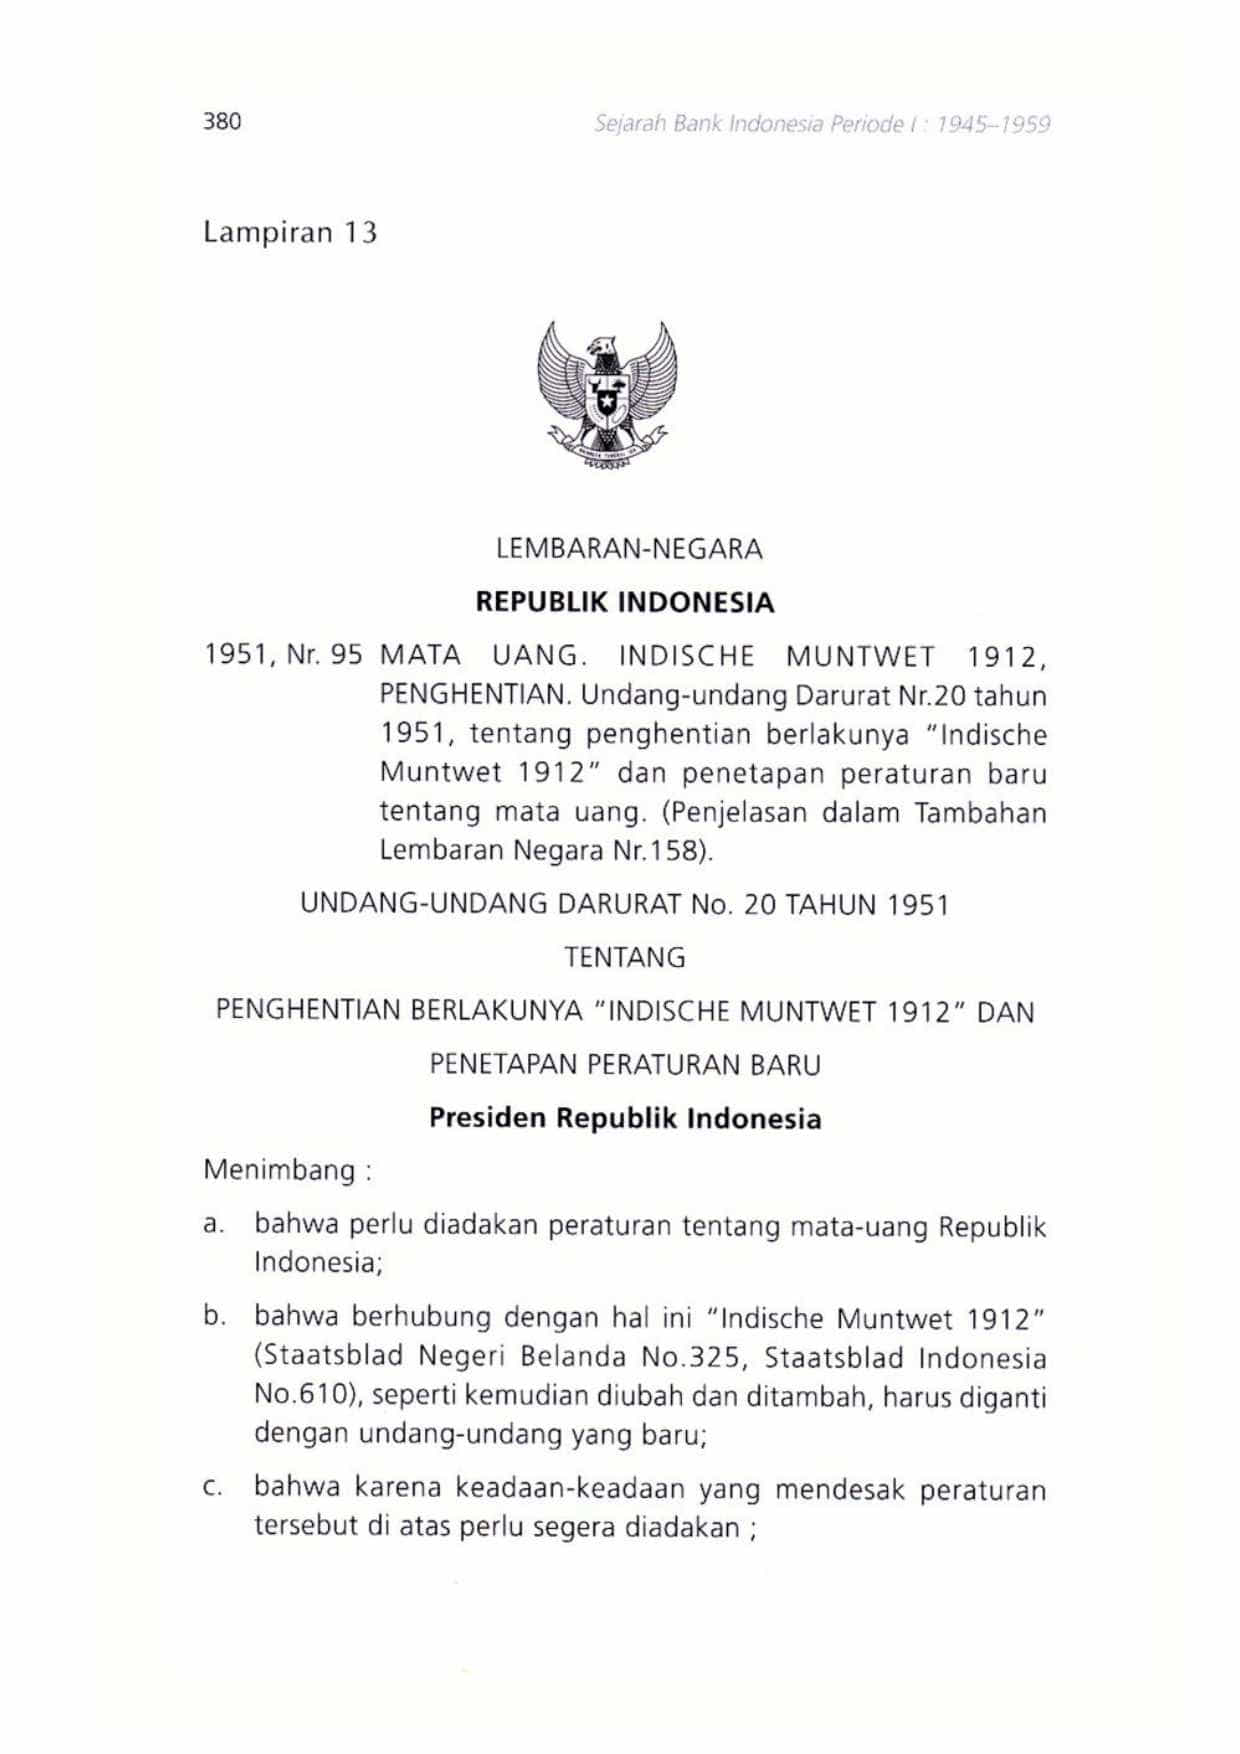 380
Sejarah Bank Indonesia Periode I : 1945–1959
Lampiran 13
LEMBARAN-NEGARA
REPUBLIK INDONESIA
1951, Nr. 95 MATA UANG. INDISCHE MUNTWET 1912,
PENGHENTIAN. Undang-undang Darurat Nr.20 tahun
1951, tentang penghentian berlakunya "Indische
Muntwet 1912" dan penetapan peraturan baru
tentang mata uang. (Penjelasan dalam Tambahan
Lembaran Negara Nr.158).
UNDANG-UNDANG DARURAT No. 20 TAHUN 1951
TENTANG
PENGHENTIAN BERLAKUNYA "INDISCHE MUNTWET 1912" DAN
PENETAPAN PERATURAN BARU
Presiden Republik Indonesia
Menimbang :
a. bahwa perlu diadakan peraturan tentang mata-uang Republik
Indonesia;
b. bahwa berhubung dengan hal ini "Indische Muntwet 1912"
(Staatsblad Negeri Belanda No.325, Staatsblad Indonesia
No.610), seperti kemudian diubah dan ditambah, harus diganti
dengan undang-undang yang baru;
c. bahwa karena keadaan-keadaan yang mendesak peraturan
tersebut di atas perlu segera diadakan ;